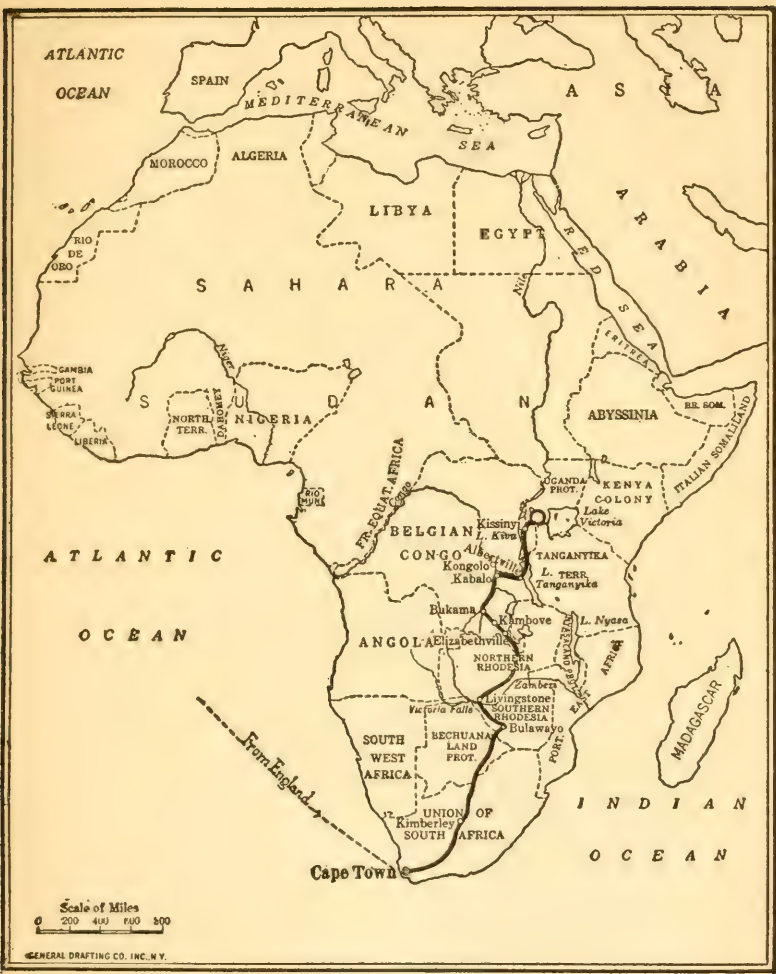 ATLANTIC
OCEAN
SPAIN
MEDITERRANEAN
SEA
A S I A
MOROCCO
ALGERIA
LIBYA
EGYPT
ARABIA
RED SEA
RIO
DE
ORO
SAHARA
Nile
ERITREA
GAMBIA
PORT.
GUINEA
SIERRA
LEONE
LIBERIA
Niger
SUDAN
NORTH.
TERR.
DAHOMEY
NIGERIA
ABYSSINIA
BR. SOM.
ITALIAN SOMALILAND
RIO
MUNI
FR. EQUAT. AFRICA
Congo
UGANDA
PROT.
KENYA
COLONY
Lake
Victoria
BELGIAN
CONGO
Kissiny
L. Kivu
Albertville
Kongolo
Kabalo
TANGANYIKA
TERR.
L.
Tanganyika
ATLANTIC
OCEAN
Bukama
Kambove
L. Nyasa
ANGOLA
Elizabethville
NYASALAND PRO.
NORTHERN
RHODESIA
Zambesi
PORT. EAST AFRICA
Livingstone
Victoria Falls
SOUTHERN
RHODESIA
Bulawayo
MADAGASCAR
SOUTH
WEST
AFRICA
BECHUANA
LAND
PROT.
From England
UNION OF
Kimberley
SOUTH AFRICA
INDIAN
OCEAN
Cape Town
Scale of Miles
0 200 400 600 800
GENERAL DRAFTING CO. INC., N.Y.